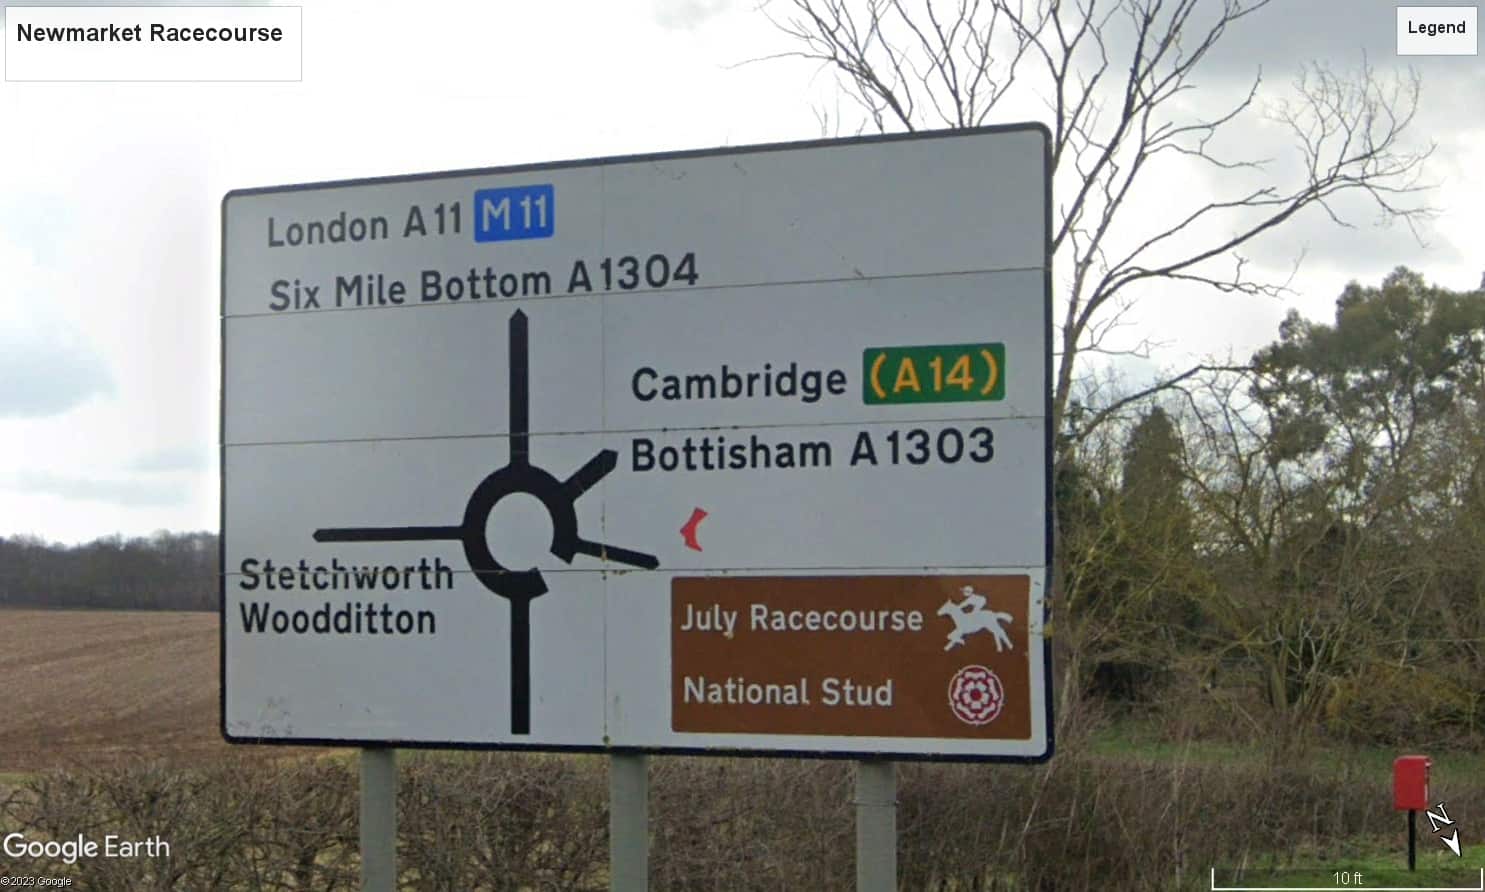 Newmarket Racecourse
Legend
London A11 M11
Six Mile Bottom A1304
Cambridge (A14)
Bottisham A1303
Stetchworth
Woodditton
July Racecourse
National Stud
N
Google Earth
©2023 Google
10 ft